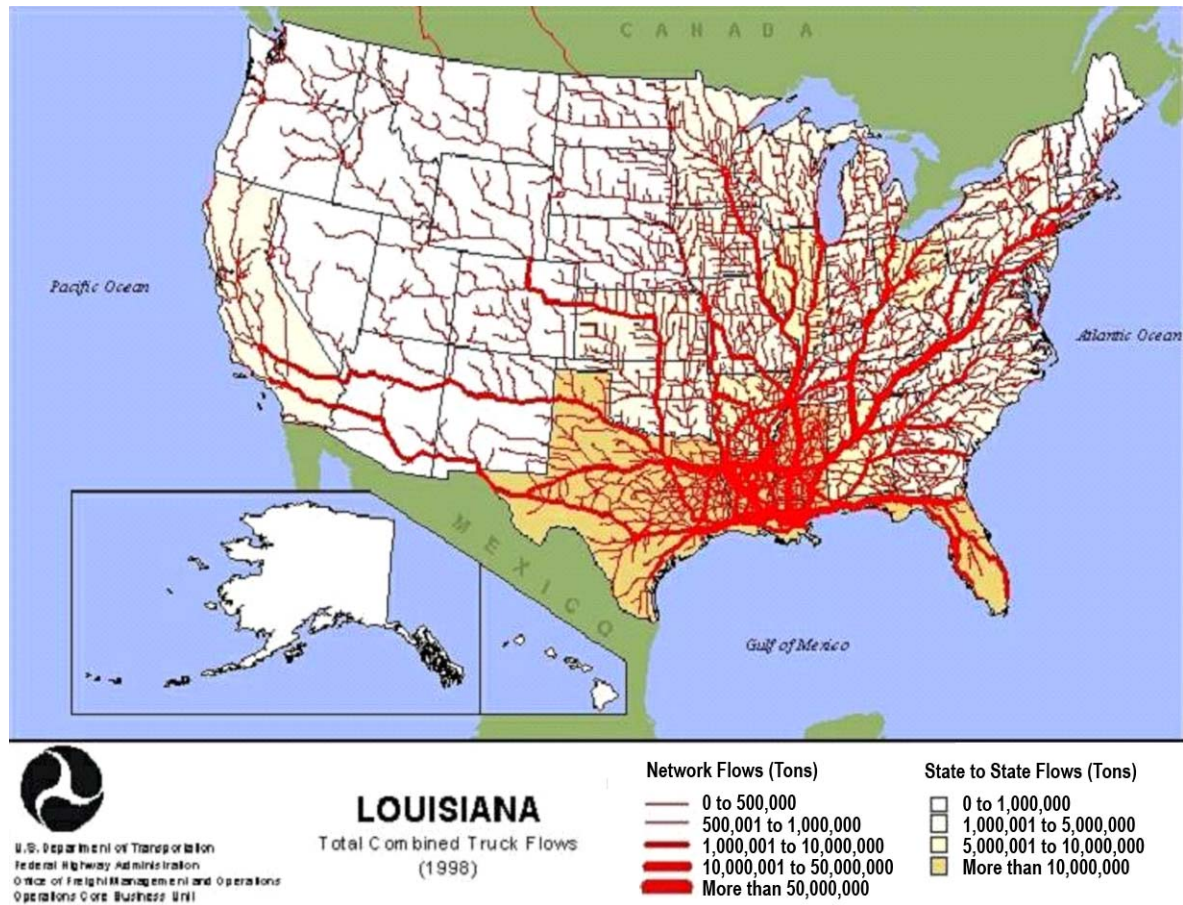 C A N A D A
Pacific Ocean
Atlantic Ocean
M E X I C O
Gulf of Mexico
U.S. Department of Transportation
Federal Highway Administration
Office of Freight Management and Operations
Operations Core Business Unit
LOUISIANA
Total Combined Truck Flows
(1998)
Network Flows (Tons)
0 to 500,000
500,001 to 1,000,000
1,000,001 to 10,000,000
10,000,001 to 50,000,000
More than 50,000,000
State to State Flows (Tons)
0 to 1,000,000
1,000,001 to 5,000,000
5,000,001 to 10,000,000
More than 10,000,000